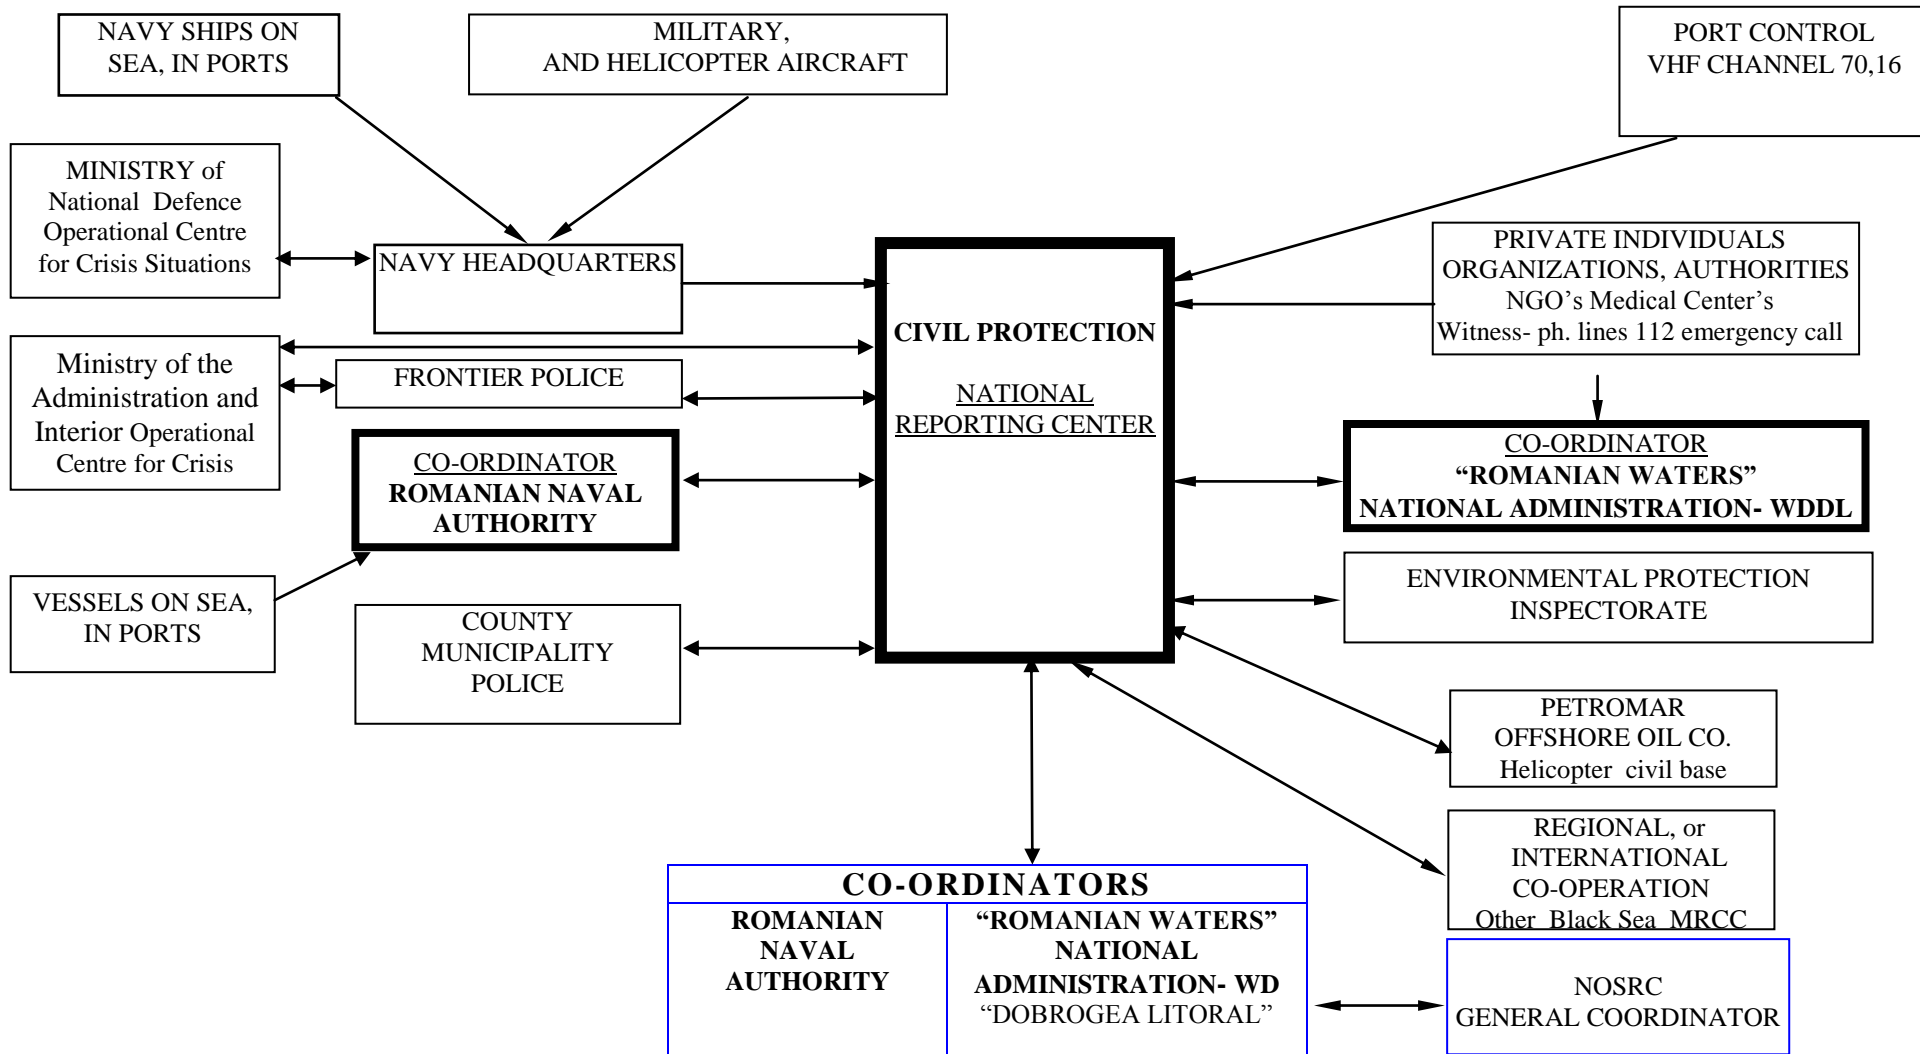 NAVY SHIPS ON
SEA, IN PORTS
MILITARY,
AND HELICOPTER AIRCRAFT
PORT CONTROL
VHF CHANNEL 70,16
MINISTRY of
National Defence
Operational Centre
for Crisis Situations
NAVY HEADQUARTERS
PRIVATE INDIVIDUALS
ORGANIZATIONS, AUTHORITIES
NGO’s Medical Center’s
Witness- ph. lines 112 emergency call
Ministry of the
Administration and
Interior Operational
Centre for Crisis
FRONTIER POLICE
CIVIL PROTECTION
NATIONAL
REPORTING CENTER
CO-ORDINATOR
ROMANIAN NAVAL
AUTHORITY
CO-ORDINATOR
“ROMANIAN WATERS”
NATIONAL ADMINISTRATION- WDDL
VESSELS ON SEA,
IN PORTS
COUNTY
MUNICIPALITY
POLICE
ENVIRONMENTAL PROTECTION
INSPECTORATE
PETROMAR
OFFSHORE OIL CO.
Helicopter civil base
REGIONAL, or
INTERNATIONAL
CO-OPERATION
Other Black Sea MRCC
CO-ORDINATORS
ROMANIAN
NAVAL
AUTHORITY
“ROMANIAN WATERS”
NATIONAL
ADMINISTRATION- WD
“DOBROGEA LITORAL”
NOSRC
GENERAL COORDINATOR